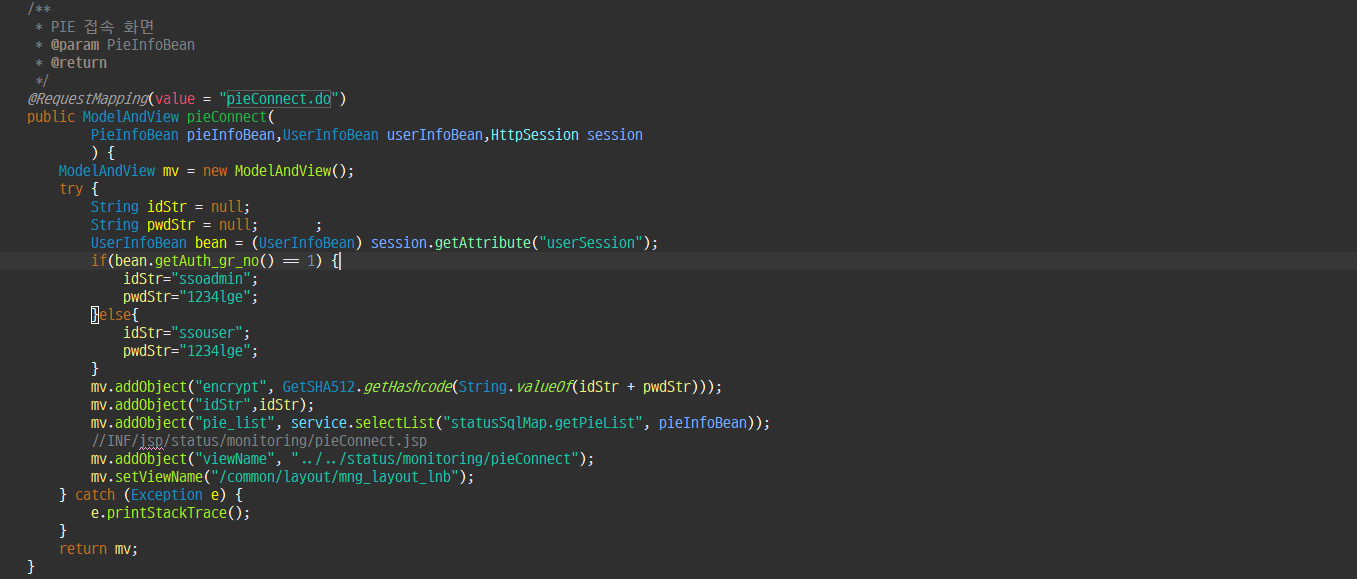 /**
 * PIE 접속 화면
 * @param PieInfoBean
 * @return
 */
@RequestMapping(value = "pieConnect.do")
public ModelAndView pieConnect(
        PieInfoBean pieInfoBean,UserInfoBean userInfoBean,HttpSession session
        ) {
    ModelAndView mv = new ModelAndView();
    try {
        String idStr = null;
        String pwdStr = null;       ;
        UserInfoBean bean = (UserInfoBean) session.getAttribute("userSession");
        if(bean.getAuth_gr_no() == 1) {
            idStr="ssoadmin";
            pwdStr="1234lge";
        }else{
            idStr="ssouser";
            pwdStr="1234lge";
        }
        mv.addObject("encrypt", GetSHA512.getHashcode(String.valueOf(idStr + pwdStr)));
        mv.addObject("idStr",idStr);
        mv.addObject("pie_list", service.selectList("statusSqlMap.getPieList", pieInfoBean));
        //INF/jsp/status/monitoring/pieConnect.jsp
        mv.addObject("viewName", "../../status/monitoring/pieConnect");
        mv.setViewName("/common/layout/mng_layout_lnb");
    } catch (Exception e) {
        e.printStackTrace();
    }
    return mv;
}